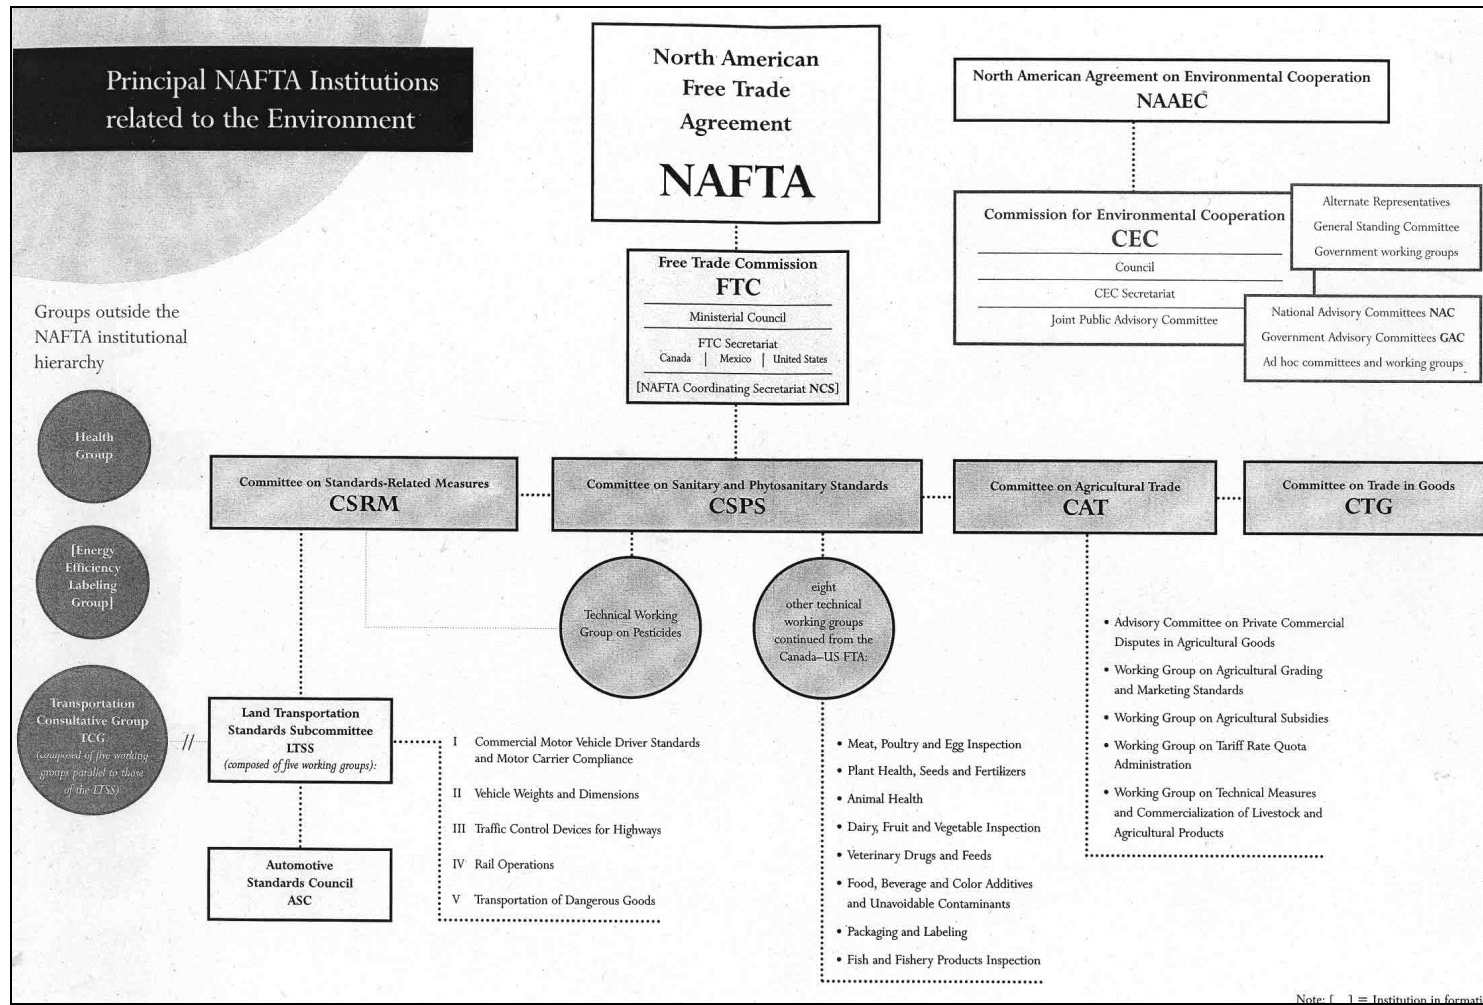 Principal NAFTA Institutions
related to the Environment
North American
Free Trade
Agreement
NAFTA
North American Agreement on Environmental Cooperation
NAAEC
Commission for Environmental Cooperation
CEC
Council
CEC Secretariat
Joint Public Advisory Committee
Alternate Representatives
General Standing Committee
Government working groups
National Advisory Committees NAC
Government Advisory Committees GAC
Ad hoc committees and working groups
Free Trade Commission
FTC
Ministerial Council
FTC Secretariat
Canada | Mexico | United States
[NAFTA Coordinating Secretariat NCS]
Groups outside the
NAFTA institutional
hierarchy
Health
Group
[Energy
Efficiency
Labeling
Group]
Transportation
Consultative Group
TCG
(composed of five working
groups parallel to those
of the LTSS)
//
Committee on Standards-Related Measures
CSRM
Committee on Sanitary and Phytosanitary Standards
CSPS
Committee on Agricultural Trade
CAT
Committee on Trade in Goods
CTG
Technical Working
Group on Pesticides
eight
other technical
working groups
continued from the
Canada–US FTA:
Land Transportation
Standards Subcommittee
LTSS
(composed of five working groups):
Automotive
Standards Council
ASC
I Commercial Motor Vehicle Driver Standards
and Motor Carrier Compliance
II Vehicle Weights and Dimensions
III Traffic Control Devices for Highways
IV Rail Operations
V Transportation of Dangerous Goods
• Meat, Poultry and Egg Inspection
• Plant Health, Seeds and Fertilizers
• Animal Health
• Dairy, Fruit and Vegetable Inspection
• Veterinary Drugs and Feeds
• Food, Beverage and Color Additives
and Unavoidable Contaminants
• Packaging and Labeling
• Fish and Fishery Products Inspection
• Advisory Committee on Private Commercial
Disputes in Agricultural Goods
• Working Group on Agricultural Grading
and Marketing Standards
• Working Group on Agricultural Subsidies
• Working Group on Tariff Rate Quota
Administration
• Working Group on Technical Measures
and Commercialization of Livestock and
Agricultural Products
Note: [ ] = Institution in format